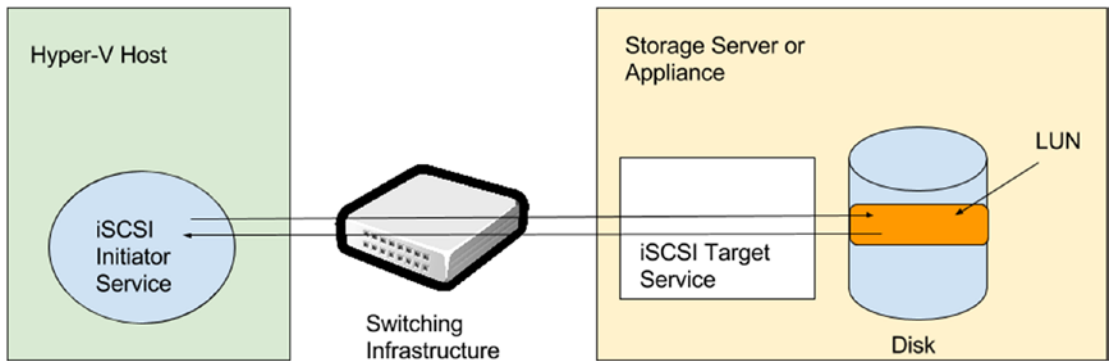 Hyper-V Host
iSCSI
Initiator
Service
Switching
Infrastructure
Storage Server or
Appliance
iSCSI Target
Service
LUN
Disk